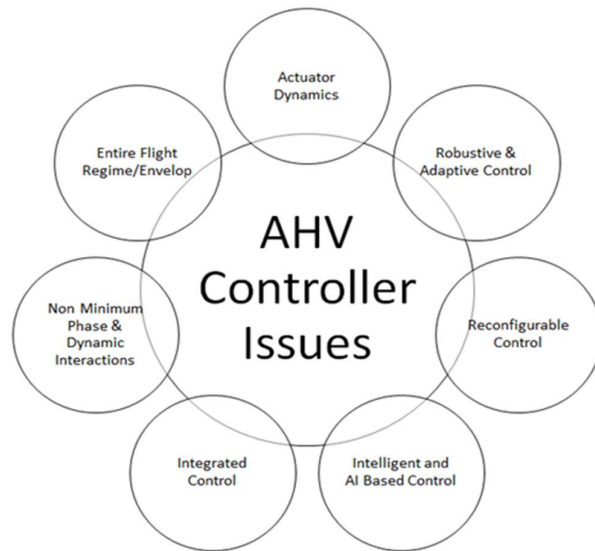 Actuator
Dynamics
Robustive &
Adaptive Control
Reconfigurable
Control
Intelligent and
AI Based Control
Integrated
Control
Non Minimum
Phase &
Dynamic
Interactions
Entire Flight
Regime/Envelop
AHV
Controller
Issues